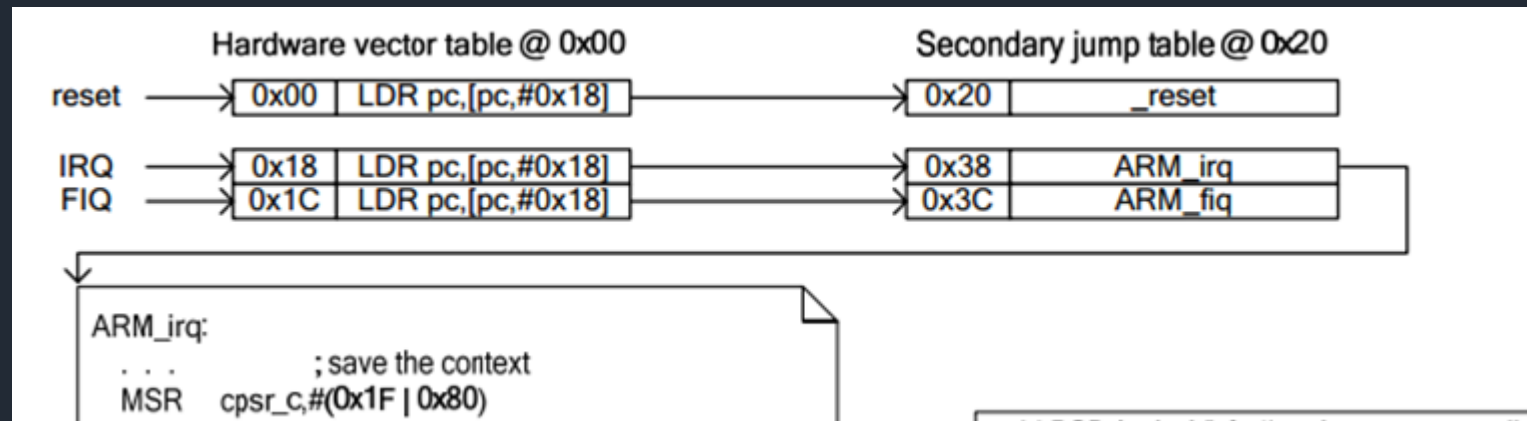 Hardware vector table @ 0x00 Secondary jump table @ 0x20
reset 0x00 LDR pc,[pc,#0x18] 0x20 _reset
IRQ 0x18 LDR pc,[pc,#0x18] 0x38 ARM_irq
FIQ 0x1C LDR pc,[pc,#0x18] 0x3C ARM_fiq
ARM_irq:
. . . ; save the context
MSR cpsr_c,#(0x1F | 0x80)